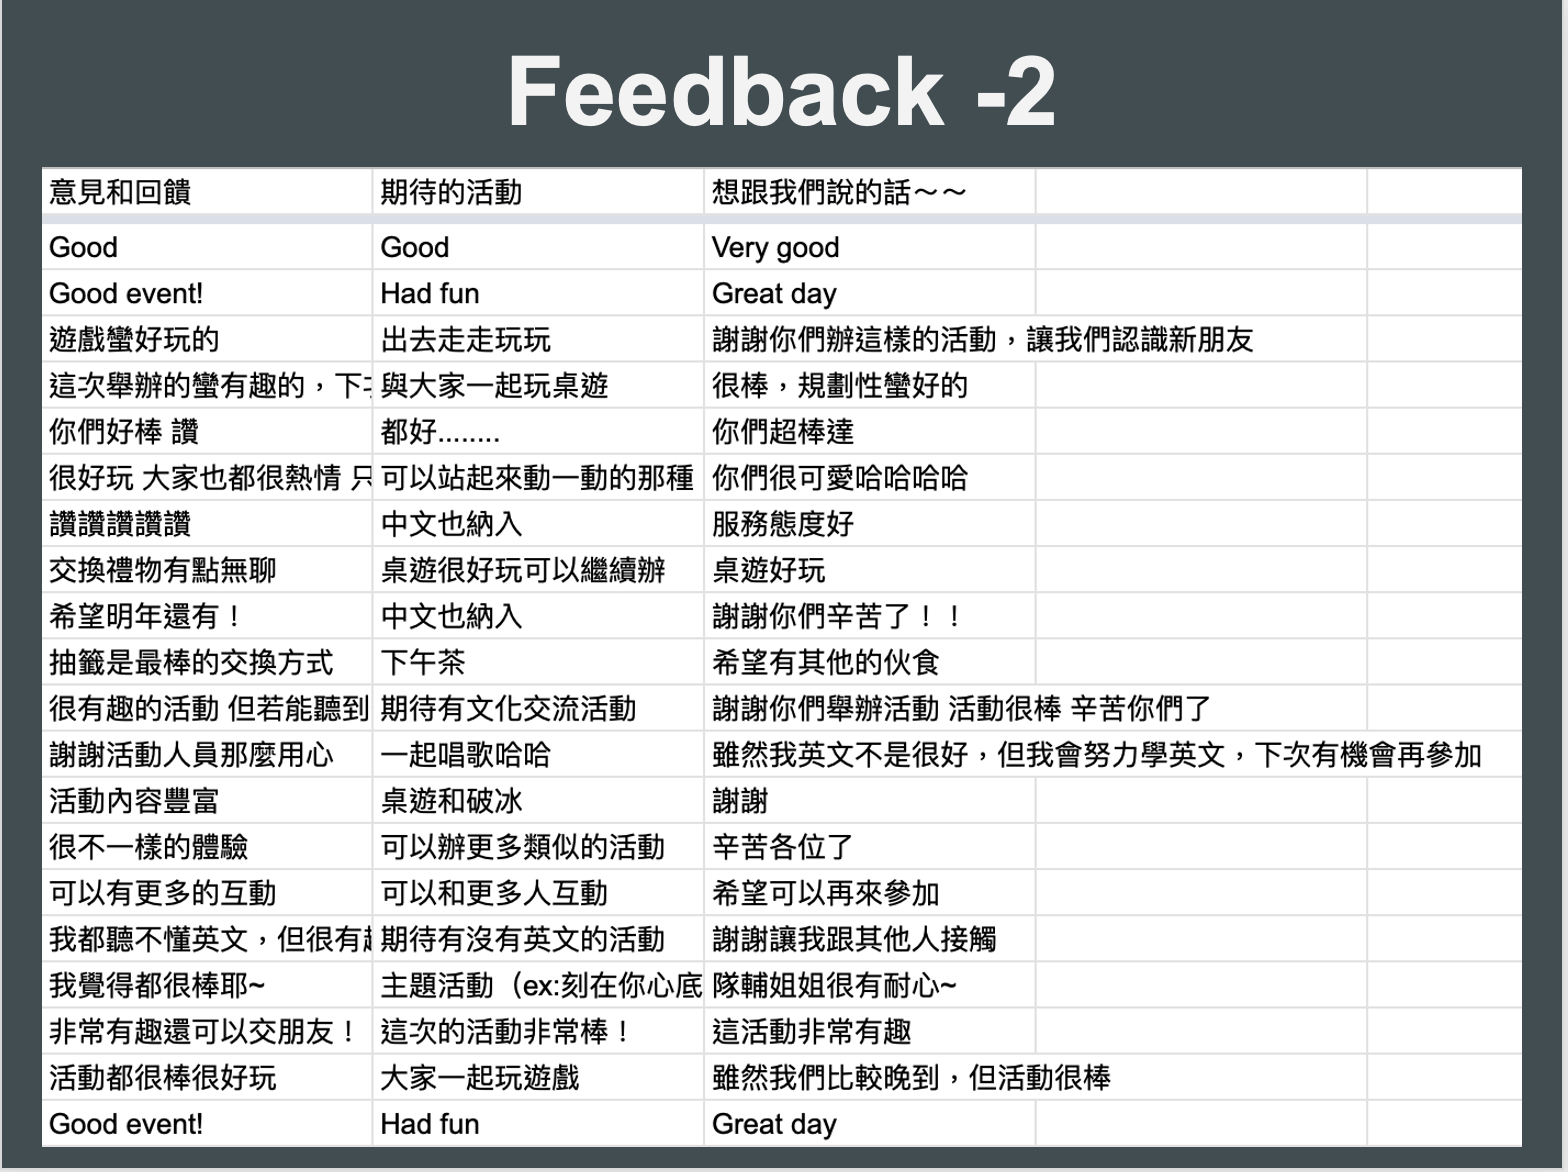 Feedback -2
意見和回饋 期待的活動 想跟我們說的話～～
Good Good Very good
Good event! Had fun Great day
遊戲蠻好玩的 出去走走玩玩 謝謝你們辦這樣的活動，讓我們認識新朋友
這次舉辦的蠻有趣的，下 與大家一起玩桌遊 很棒，規劃性蠻好的
你們好棒 讚 都好........ 你們超棒達
很好玩 大家也都很熱情 只 可以站起來動一動的那種 你們很可愛哈哈哈哈
讚讚讚讚讚 中文也納入 服務態度好
交換禮物有點無聊 桌遊很好玩可以繼續辦 桌遊好玩
希望明年還有！ 中文也納入 謝謝你們辛苦了！！
抽籤是最棒的交換方式 下午茶 希望有其他的伙食
很有趣的活動 但若能聽到 期待有文化交流活動 謝謝你們舉辦活動 活動很棒 辛苦你們了
謝謝活動人員那麼用心 一起唱歌哈哈 雖然我英文不是很好，但我會努力學英文，下次有機會再參加
活動內容豐富 桌遊和破冰 謝謝
很不一樣的體驗 可以辦更多類似的活動 辛苦各位了
可以有更多的互動 可以和更多人互動 希望可以再來參加
我都聽不懂英文，但很有 期待有沒有英文的活動 謝謝讓我跟其他人接觸
我覺得都很棒耶~ 主題活動（ex:刻在你心底 隊輔姐姐很有耐心~
非常有趣還可以交朋友！ 這次的活動非常棒！ 這活動非常有趣
活動都很棒很好玩 大家一起玩遊戲 雖然我們比較晚到，但活動很棒
Good event! Had fun Great day